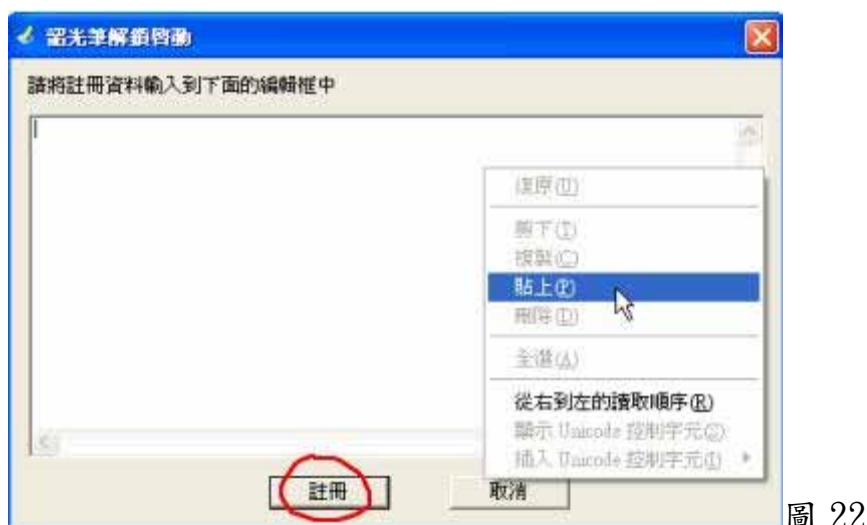 韶光筆解鎖啓動
請將註冊資料輸入到下面的編輯框中
復原(U)
剪下(T)
複製(C)
貼上(P)
刪除(D)
全選(A)
從右到左的讀取順序(R)
顯示 Unicode 控制字元(S)
插入 Unicode 控制字元(I)
註冊
取消
圖 22